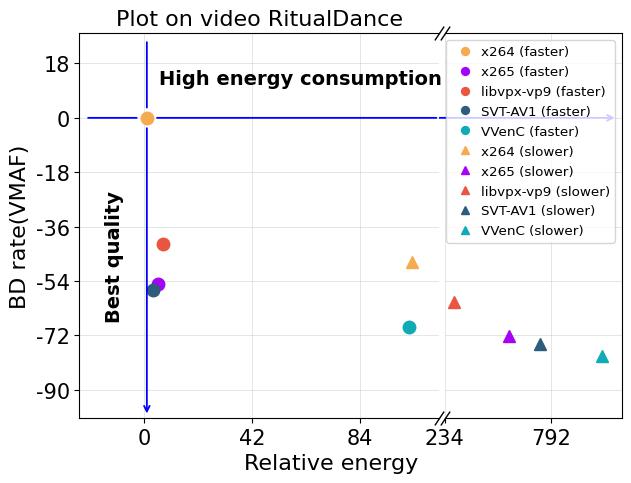 Plot on video RitualDance
18
0
-18
-36
-54
-72
-90
BD rate(VMAF)
High energy consumption
Best quality
x264 (faster)
x265 (faster)
libvpx-vp9 (faster)
SVT-AV1 (faster)
VVenC (faster)
x264 (slower)
x265 (slower)
libvpx-vp9 (slower)
SVT-AV1 (slower)
VVenC (slower)
0 42 84 234 792
Relative energy